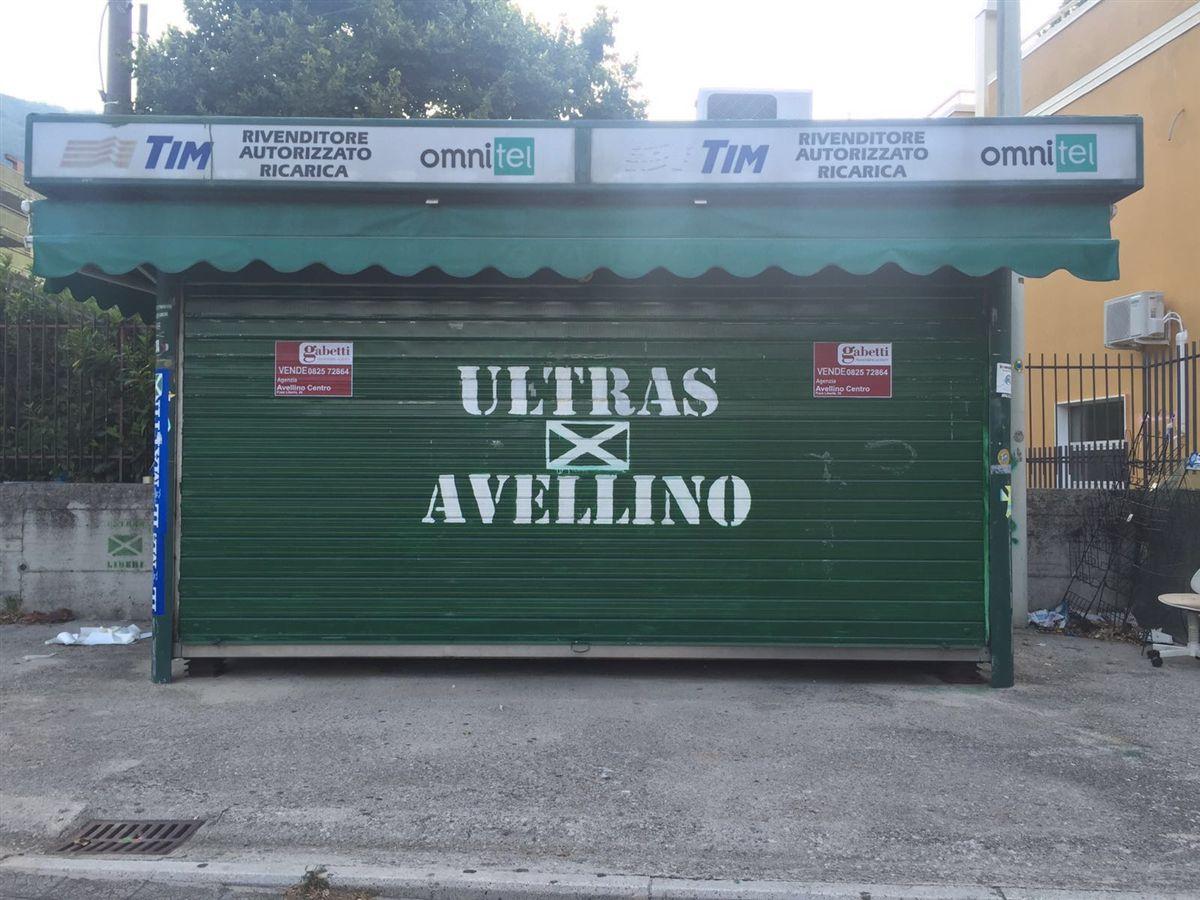 TIM
RIVENDITORE
AUTORIZZATO
RICARICA
omnitel
TIM
RIVENDITORE
AUTORIZZATO
RICARICA
omnitel
gabetti
VENDE 0825 72864
Agenzia
Avellino Centro
gabetti
VENDE 0825 72864
Agenzia
Avellino Centro
ULTRAS
AVELLINO
LIBERI